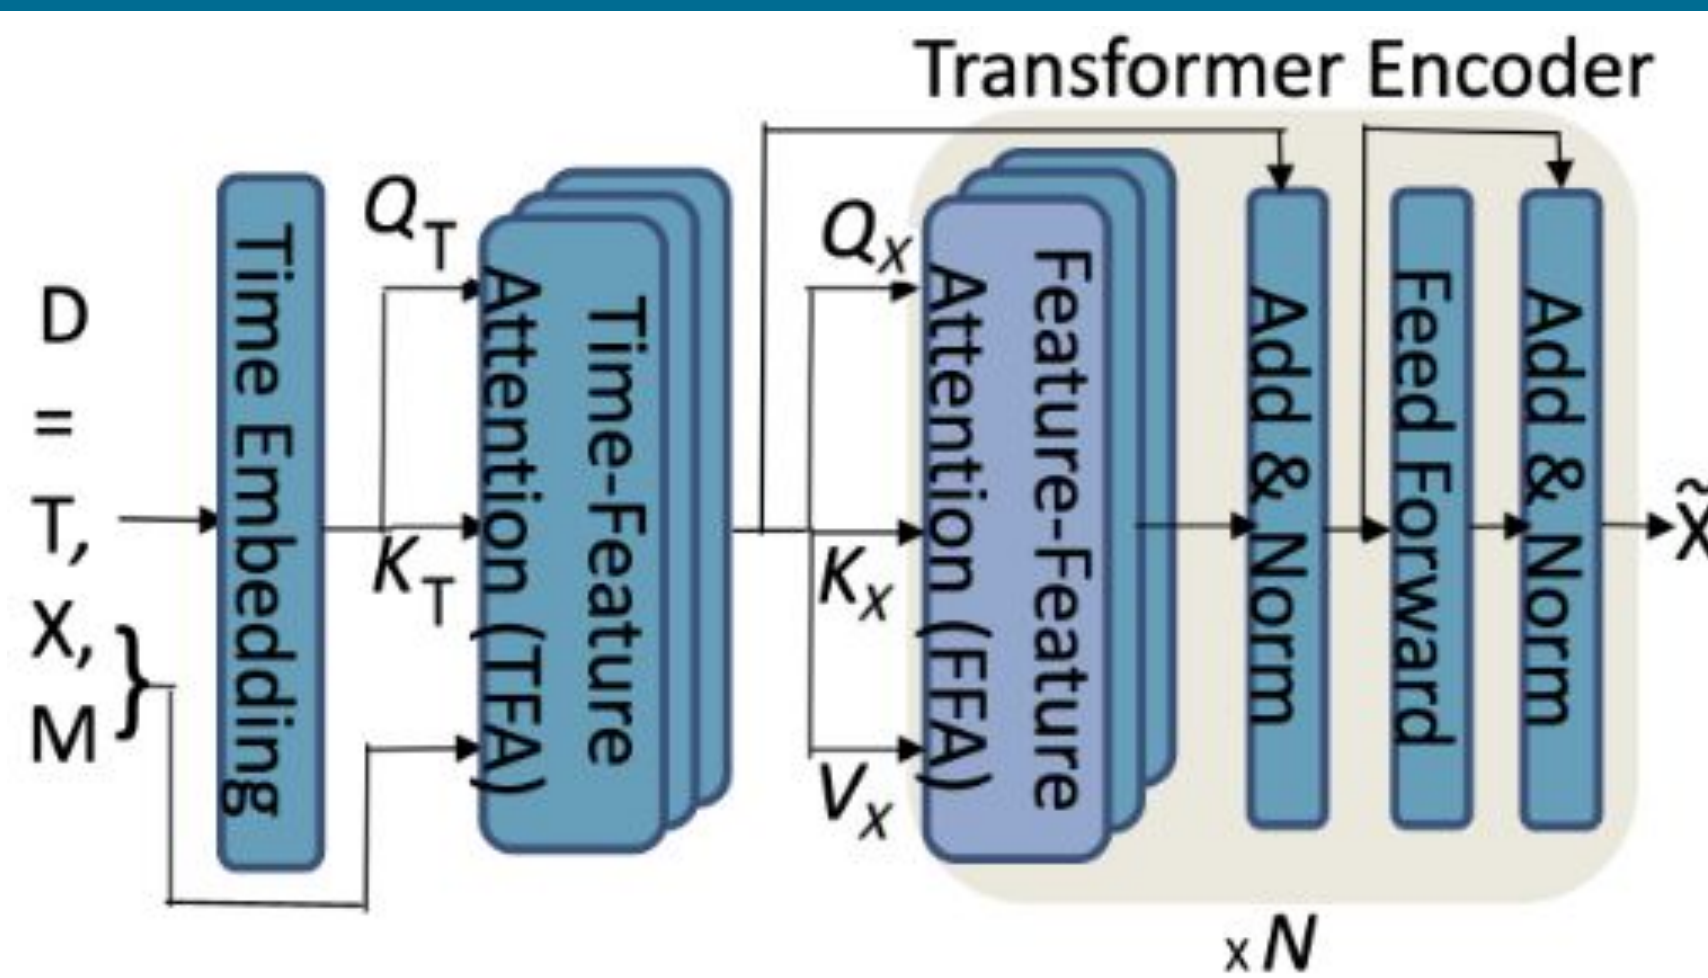 Transformer Encoder
D
=
T,
X,
M
}
Time Embedding
Q_T
K_T
Time-Feature
Attention (TFA)
Q_X
K_X
V_X
Feature-Feature
Attention (FFA)
Add & Norm
Feed Forward
Add & Norm
X̃
x N